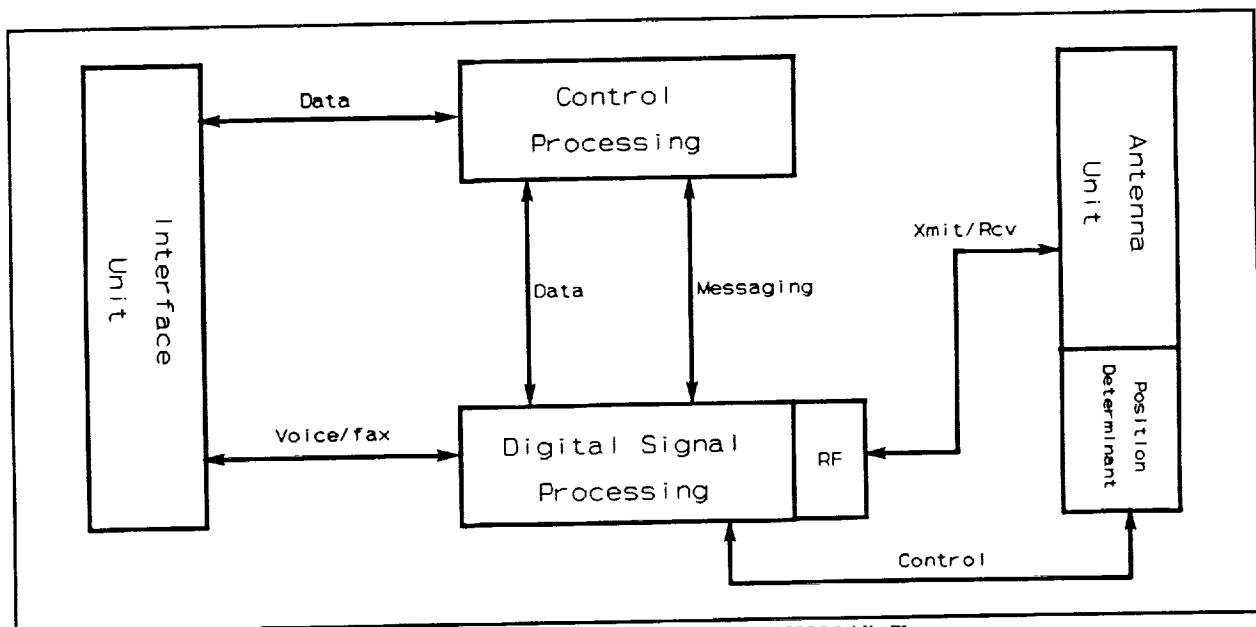 Data
Control
Processing
Interface
Unit
Data
Messaging
Xmit/Rcv
Antenna
Unit
Position
Determinant
Voice/fax
Digital Signal
Processing
RF
Control